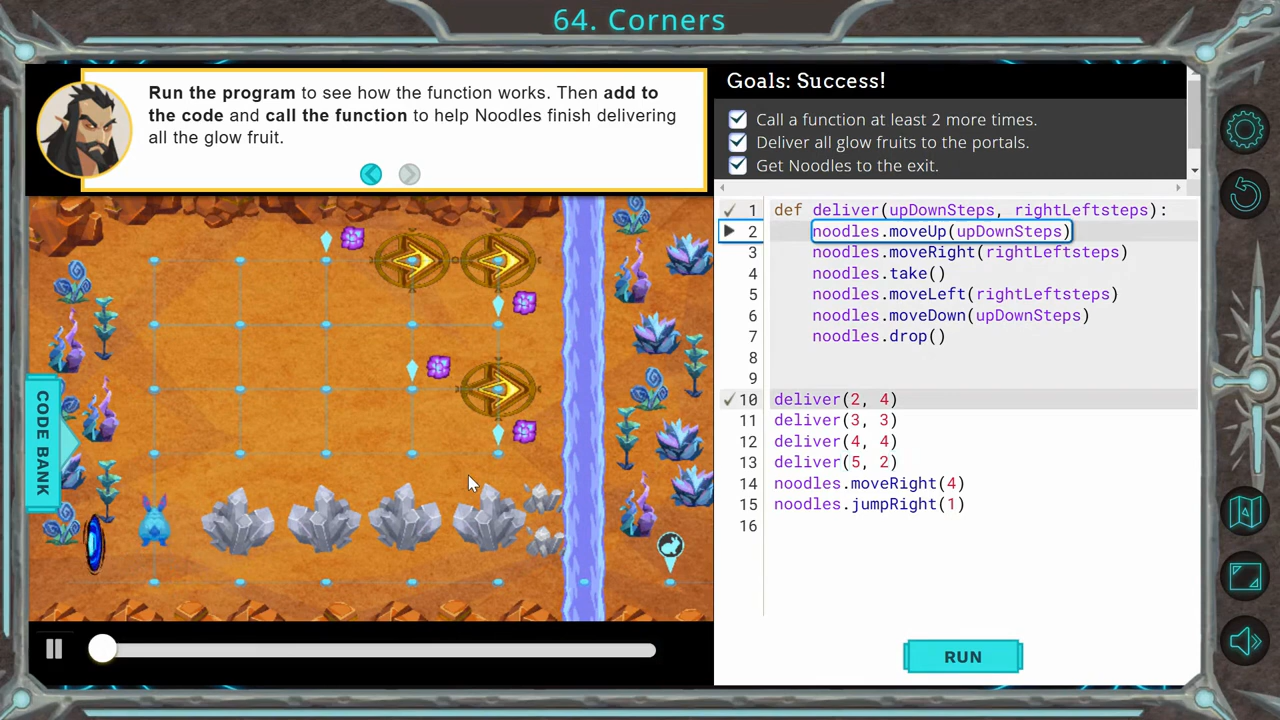 64. Corners
Run the program to see how the function works. Then add to
the code and call the function to help Noodles finish delivering
all the glow fruit.
Goals: Success!
Call a function at least 2 more times.
Deliver all glow fruits to the portals.
Get Noodles to the exit.
1 def deliver(upDownSteps, rightLeftsteps):
2 noodles.moveUp(upDownSteps)
3 noodles.moveRight(rightLeftsteps)
4 noodles.take()
5 noodles.moveLeft(rightLeftsteps)
6 noodles.moveDown(upDownSteps)
7 noodles.drop()
8
9
10 deliver(2, 4)
11 deliver(3, 3)
12 deliver(4, 4)
13 deliver(5, 2)
14 noodles.moveRight(4)
15 noodles.jumpRight(1)
16
CODE BANK
RUN